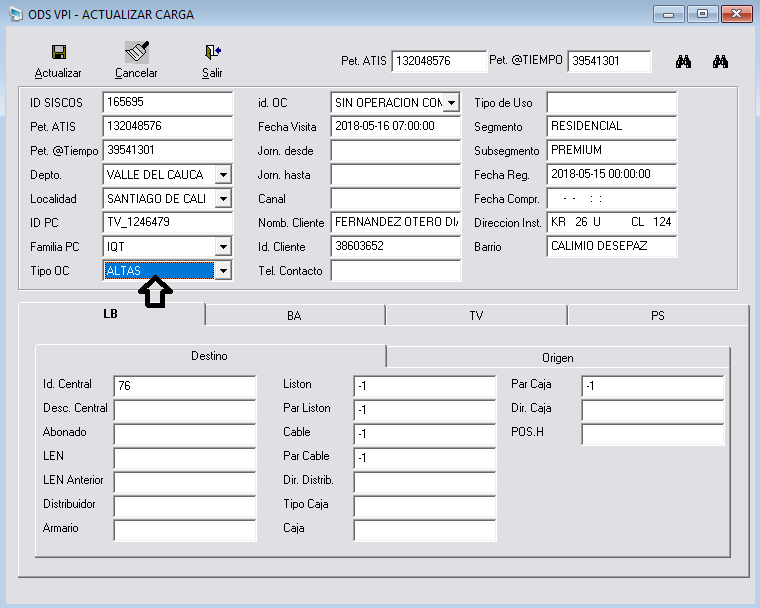 ODS VPI - ACTUALIZAR CARGA
Actualizar Cancelar Salir Pet. ATIS 132048576 Pet. @TIEMPO 39541301
ID SISCOS 165695 id. OC SIN OPERACION COM Tipo de Uso
Pet. ATIS 132048576 Fecha Visita 2018-05-16 07:00:00 Segmento RESIDENCIAL
Pet. @Tiempo 39541301 Jorn. desde Subsegmento PREMIUM
Depto. VALLE DEL CAUCA Jorn. hasta Fecha Reg. 2018-05-15 00:00:00
Localidad SANTIAGO DE CALI Canal Fecha Compr. - - : :
ID PC TV_1246479 Nomb. Cliente FERNANDEZ OTERO DI Direccion Inst. KR 26 U CL 124
Familia PC IQT Id. Cliente 38603652 Barrio CALIMIO DESEPAZ
Tipo OC ALTAS Tel. Contacto
LB BA TV PS
Destino Origen
Id. Central 76 Liston -1 Par Caja -1
Desc. Central Par Liston -1 Dir. Caja
Abonado Cable -1 POS.H
LEN Par Cable -1
LEN Anterior Dir. Distrib.
Distribuidor Tipo Caja
Armario Caja